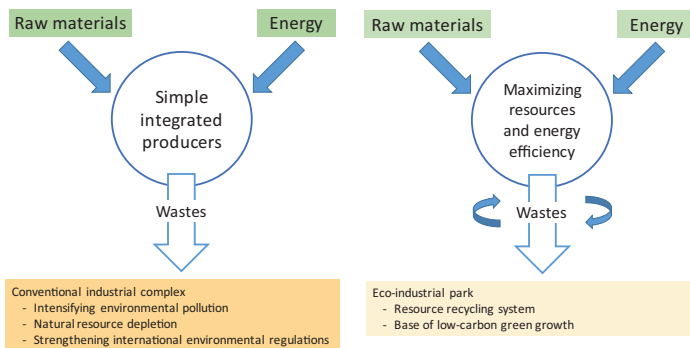 Raw materials
Energy
Simple
integrated
producers
Wastes
Conventional industrial complex
- Intensifying environmental pollution
- Natural resource depletion
- Strengthening international environmental regulations
Raw materials
Energy
Maximizing
resources
and energy
efficiency
Wastes
Eco-industrial park
- Resource recycling system
- Base of low-carbon green growth